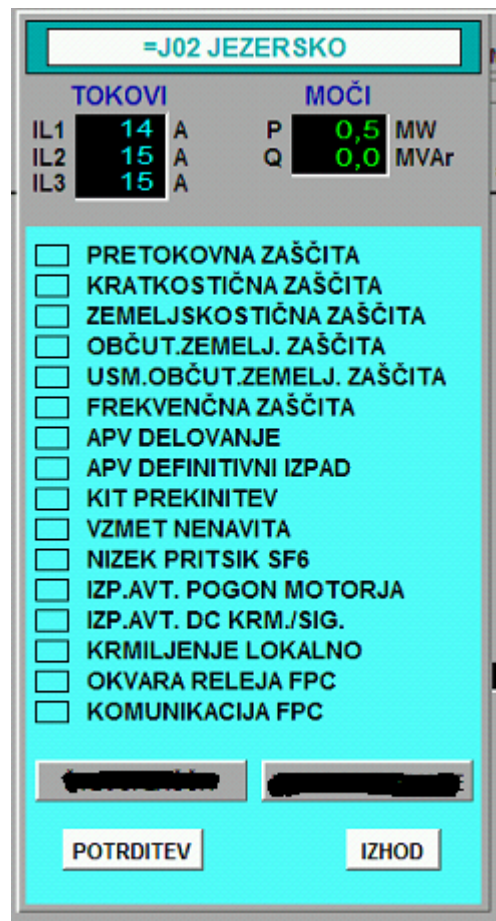 =J02 JEZERSKO
TOKOVI MOČI
IL1 14 A P 0,5 MW
IL2 15 A Q 0,0 MVAr
IL3 15 A
PRETOKOVNA ZAŠČITA
KRATKOSTIČNA ZAŠČITA
ZEMELJSKOSTIČNA ZAŠČITA
OBČUT.ZEMELJ. ZAŠČITA
USM.OBČUT.ZEMELJ. ZAŠČITA
FREKVENČNA ZAŠČITA
APV DELOVANJE
APV DEFINITIVNI IZPAD
KIT PREKINITEV
VZMET NENAVITA
NIZEK PRITSIK SF6
IZP.AVT. POGON MOTORJA
IZP.AVT. DC KRM./SIG.
KRMILJENJE LOKALNO
OKVARA RELEJA FPC
KOMUNIKACIJA FPC
POTRDITEV IZHOD